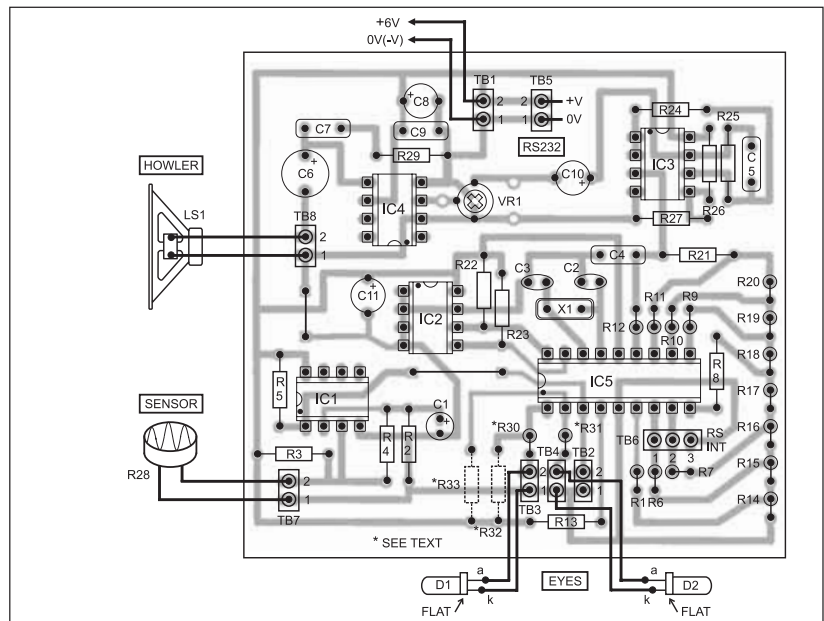 +6V
0V(-V)
TB1
TB5
2
2
+V
1
1
0V
RS232
+
C8
C7
C9
R29
R24
R25
IC3
C5
R26
R27
HOWLER
LS1
+
C6
TB8
2
1
IC4
VR1
C10
+
C4
R21
R22
C3
C2
R20
C11
+
IC2
X1
R11
R9
R19
R12
R10
R23
R18
R8
R5
IC1
IC5
R17
SENSOR
C1
+
R4
R2
*R30
*R31
TB6
RS
INT
R16
R3
R28
TB4
TB2
1
2
3
R7
R15
*R33
2
2
1
1
R1
R6
R14
TB7
2
1
TB3
*R32
R13
* SEE TEXT
D1
a
k
EYES
a
k
D2
FLAT
FLAT